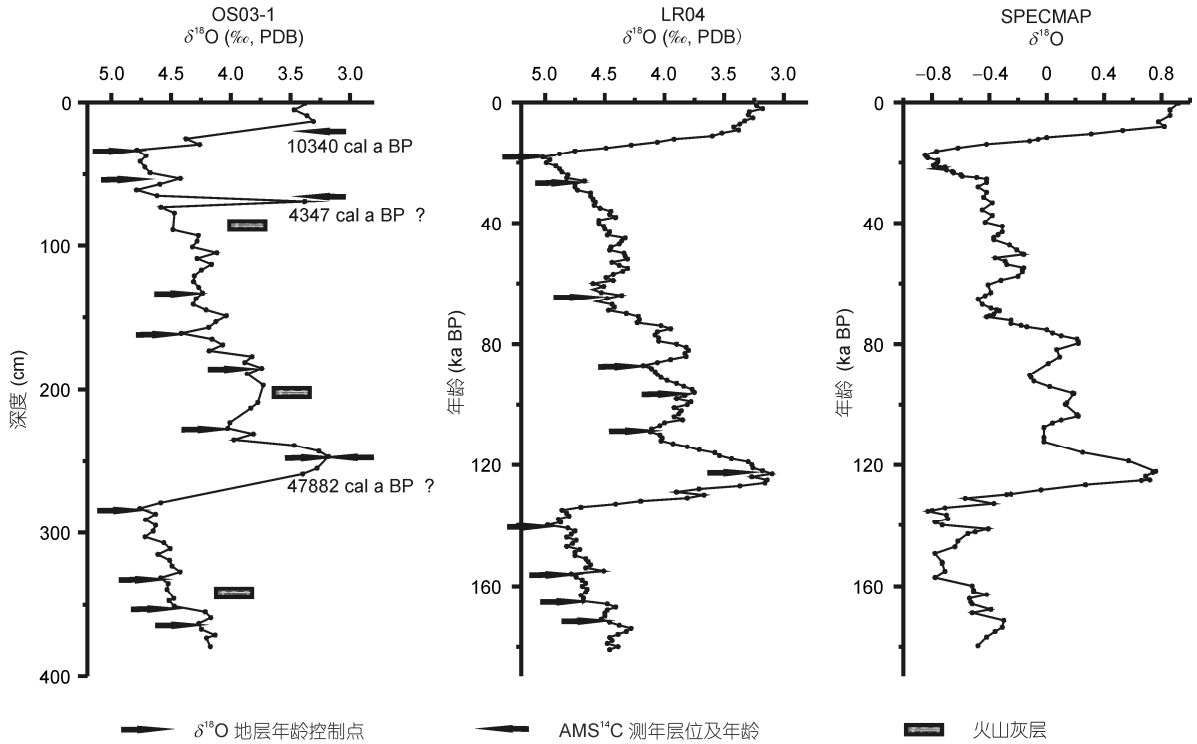 OS03-1
δ¹⁸O (‰, PDB)
5.0 4.5 4.0 3.5 3.0
0
100
200
300
400
深度 (cm)
10340 cal a BP
4347 cal a BP ?
47882 cal a BP ?
LR04
δ¹⁸O (‰, PDB)
5.0 4.5 4.0 3.5 3.0
0
40
80
120
160
年龄 (ka BP)
SPECMAP
δ¹⁸O
−0.8 −0.4 0 0.4 0.8
0
40
80
120
160
年龄 (ka BP)
δ¹⁸O 地层年龄控制点
AMS¹⁴C 测年层位及年龄
火山灰层